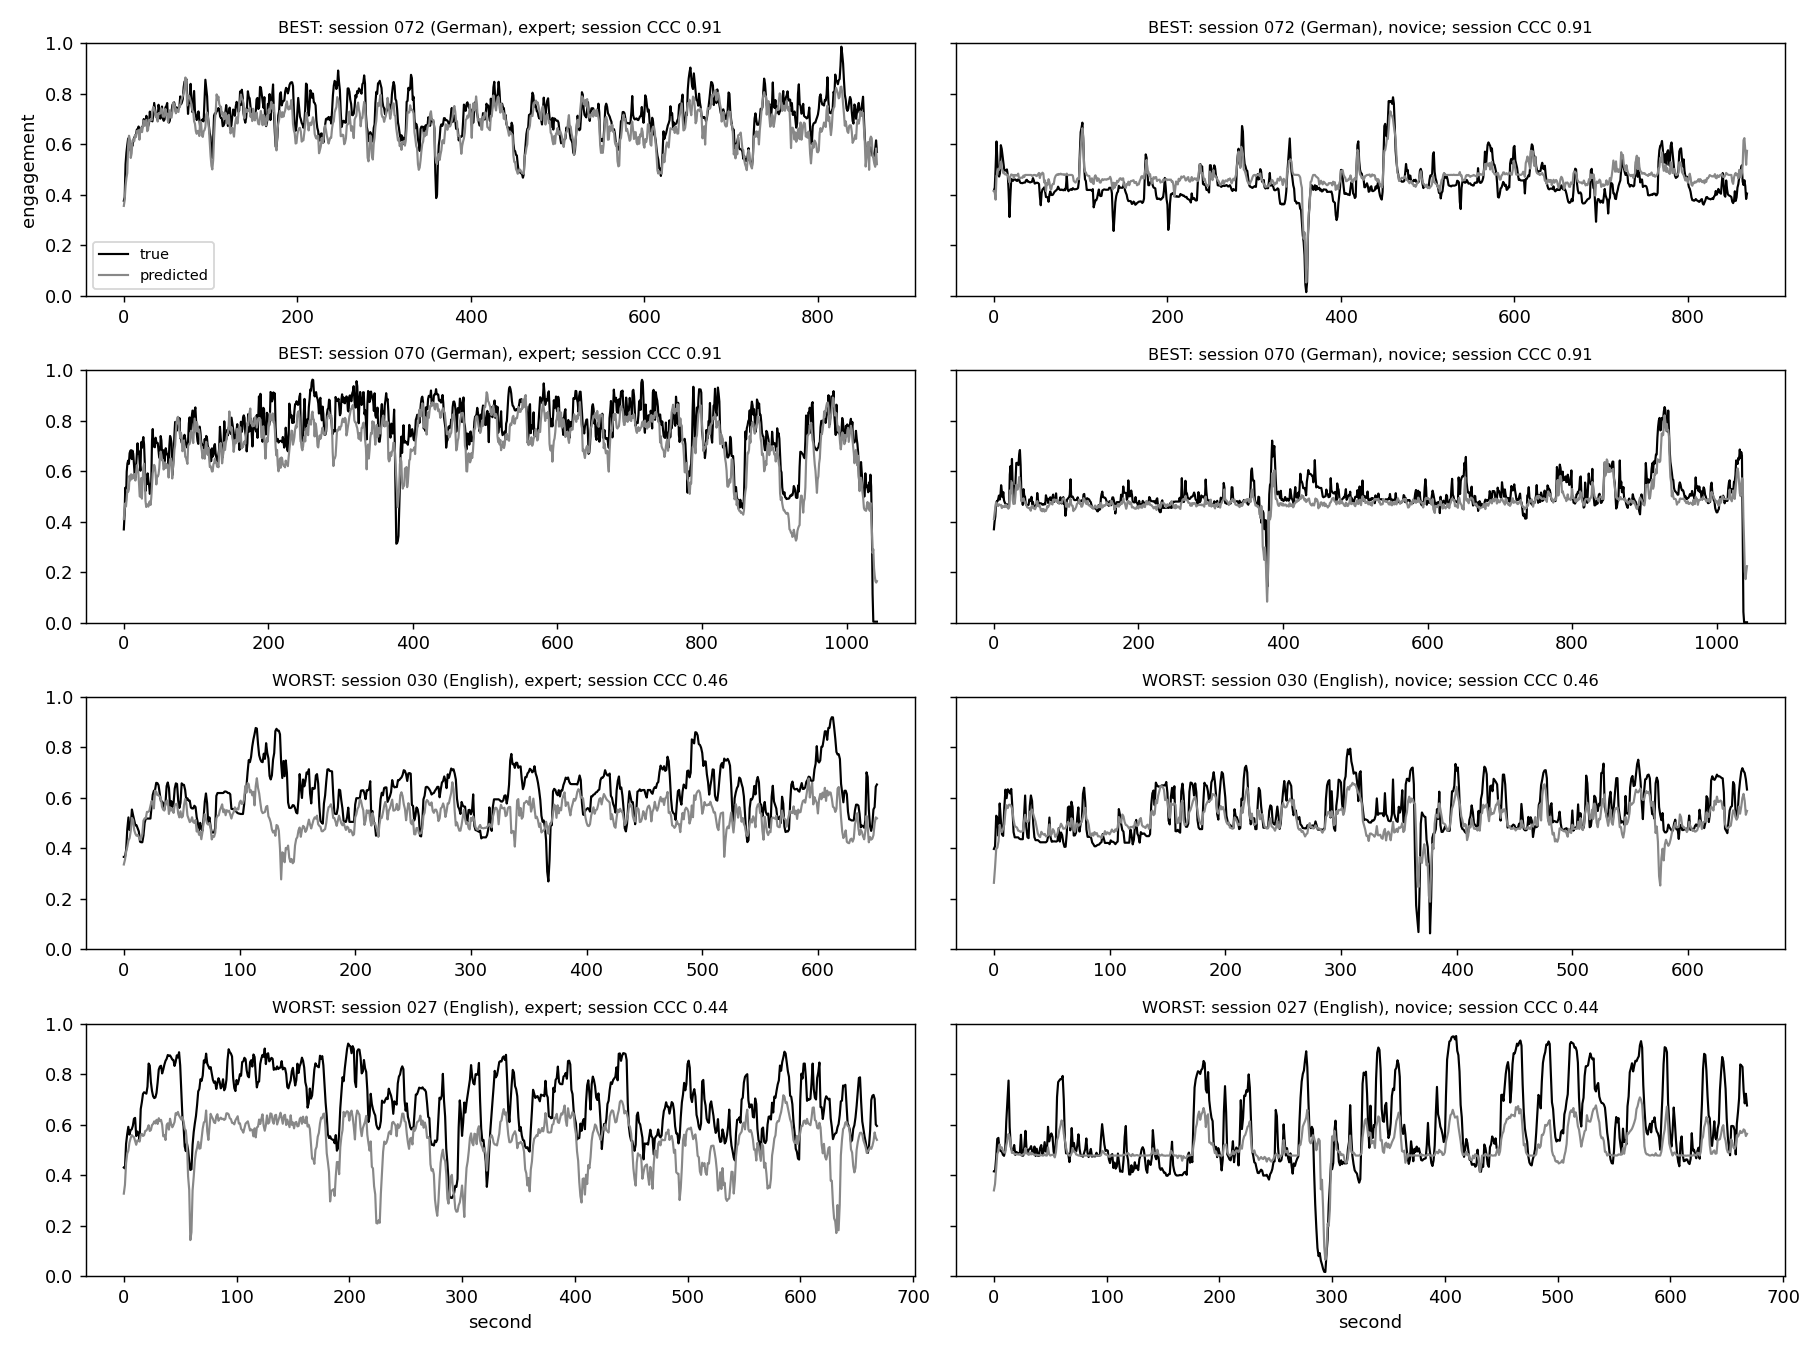 BEST: session 072 (German), expert; session CCC 0.91
BEST: session 072 (German), novice; session CCC 0.91
engagement
1.0
0.8
0.6
0.4
0.2
0.0
true
predicted
0 200 400 600 800
0 200 400 600 800
BEST: session 070 (German), expert; session CCC 0.91
BEST: session 070 (German), novice; session CCC 0.91
1.0
0.8
0.6
0.4
0.2
0.0
0 200 400 600 800 1000
0 200 400 600 800 1000
WORST: session 030 (English), expert; session CCC 0.46
WORST: session 030 (English), novice; session CCC 0.46
1.0
0.8
0.6
0.4
0.2
0.0
0 100 200 300 400 500 600
0 100 200 300 400 500 600
WORST: session 027 (English), expert; session CCC 0.44
WORST: session 027 (English), novice; session CCC 0.44
1.0
0.8
0.6
0.4
0.2
0.0
0 100 200 300 400 500 600 700
0 100 200 300 400 500 600 700
second
second